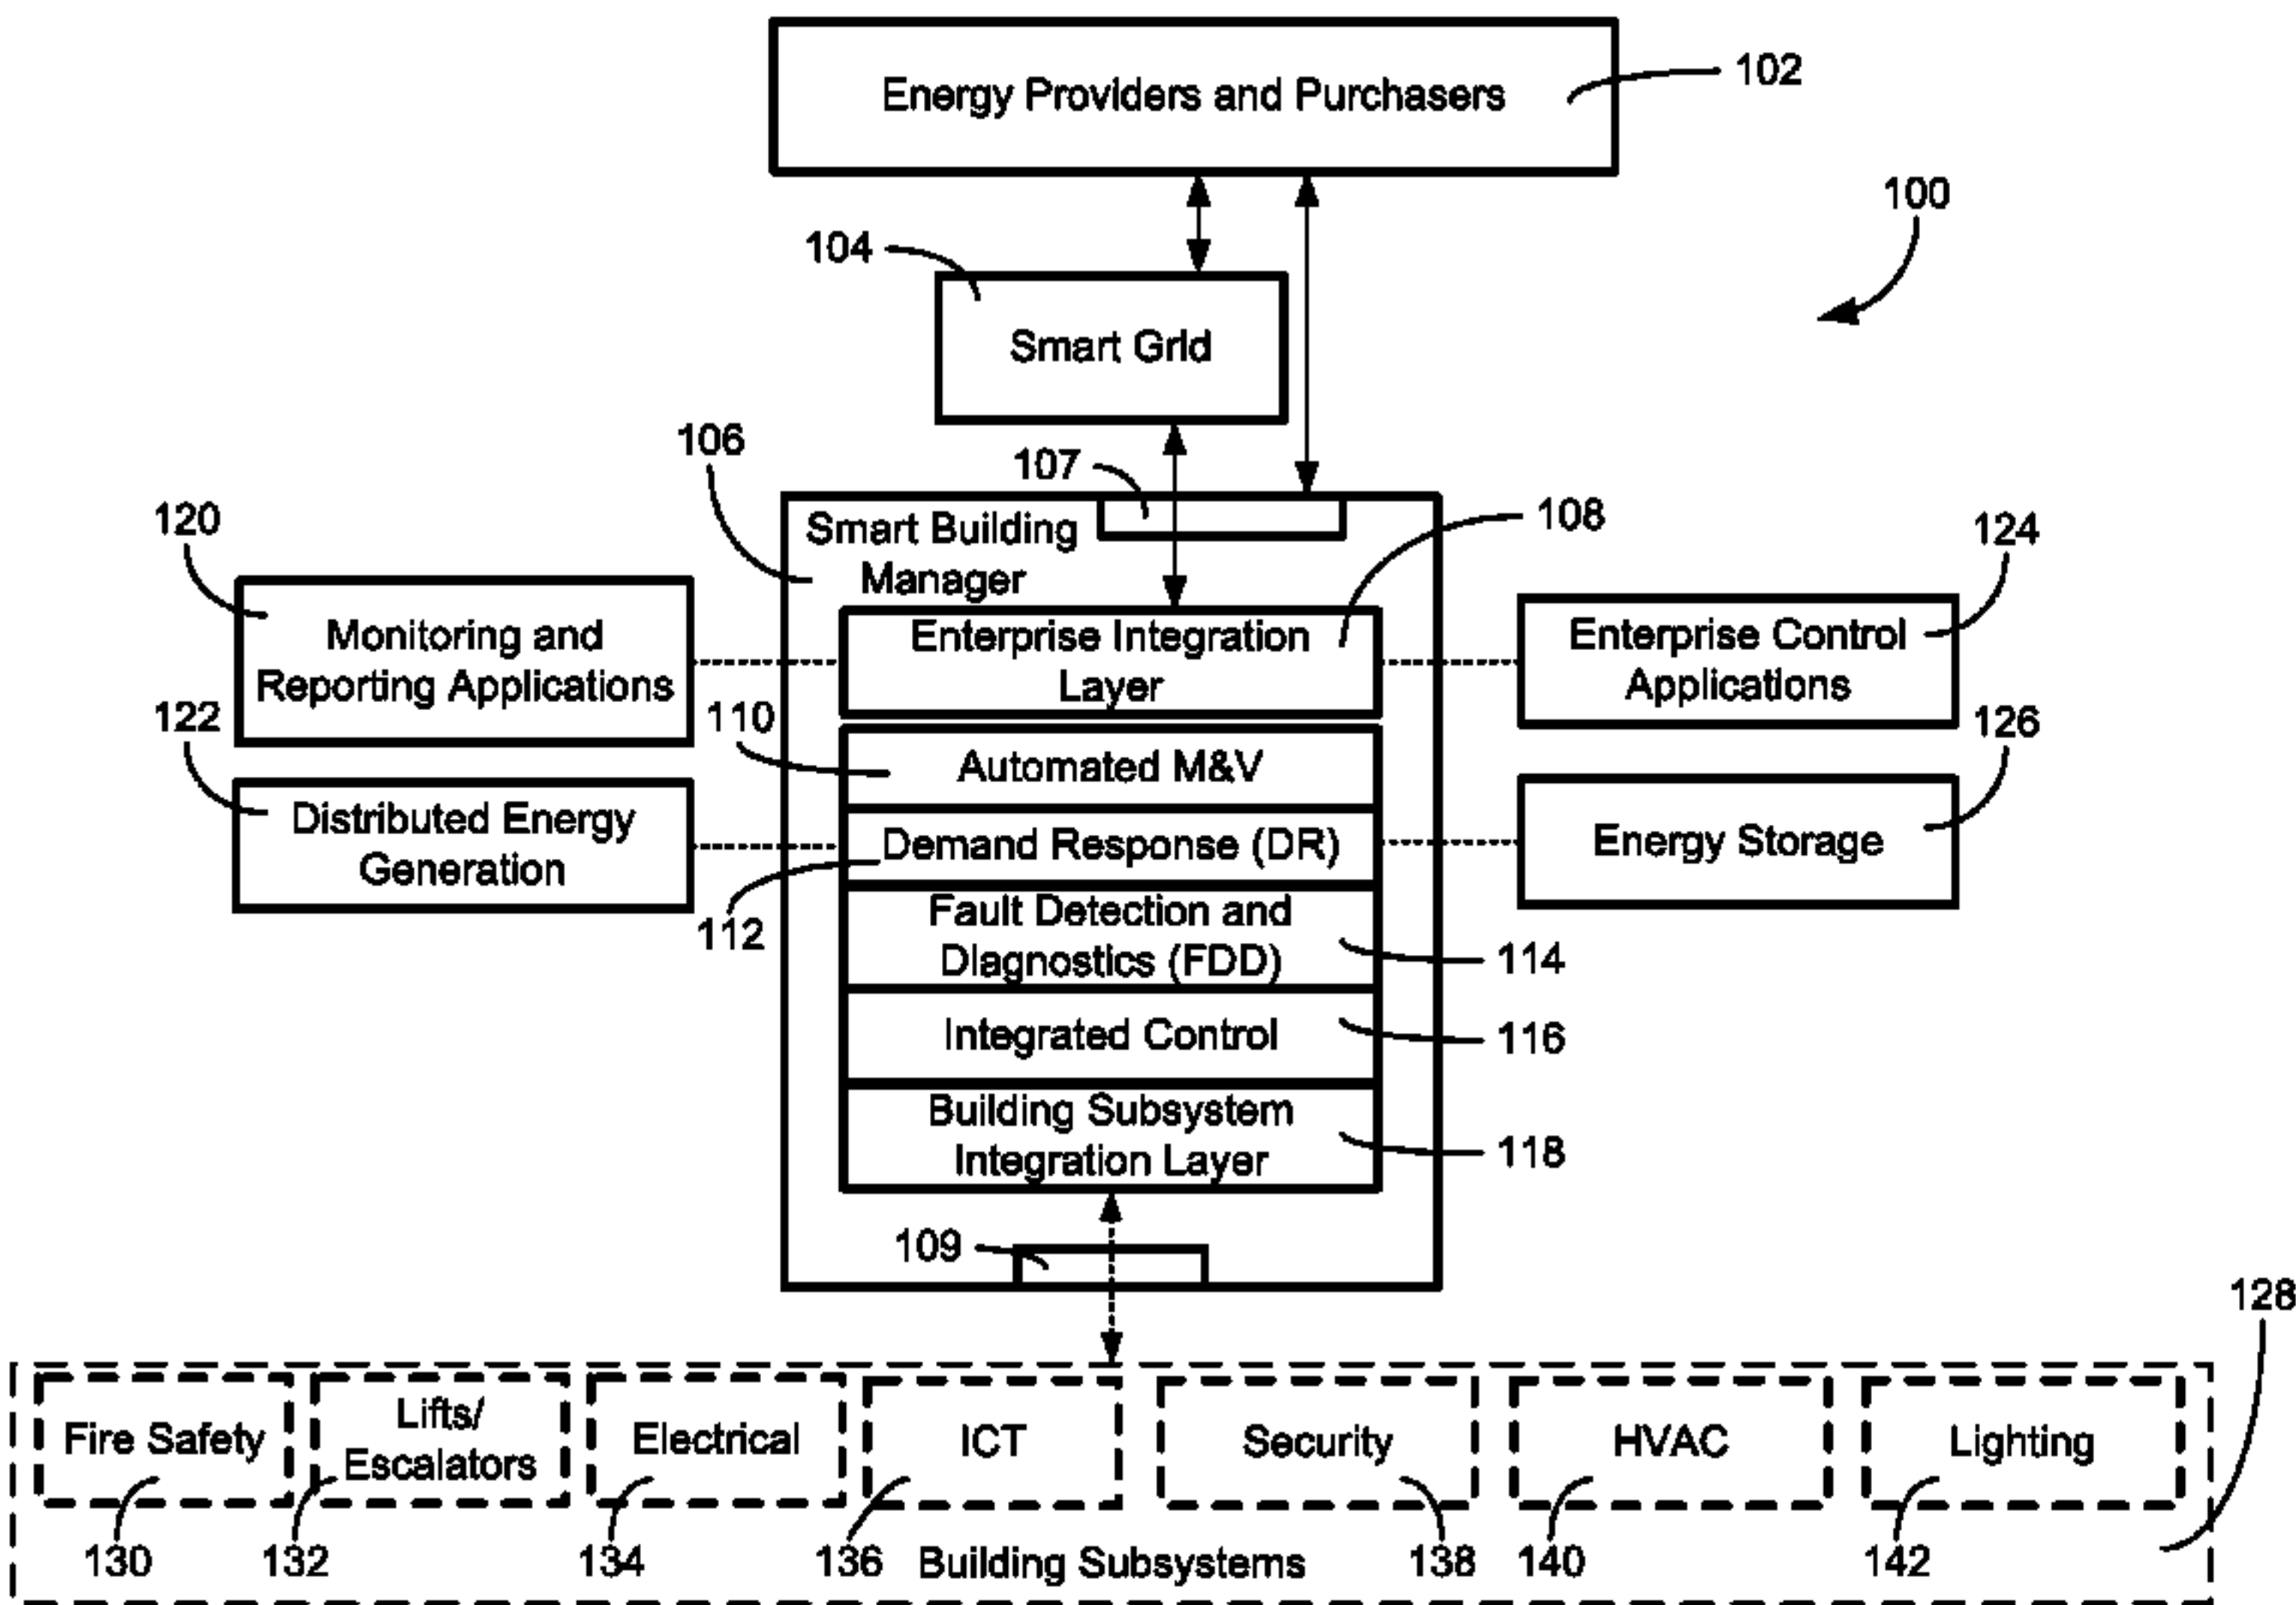 Energy Providers and Purchasers
102
100
104
Smart Grid
106
107
Smart Building
Manager
108
120
124
Monitoring and
Reporting Applications
Enterprise Integration
Layer
Enterprise Control
Applications
122
110
126
Automated M&V
Distributed Energy
Generation
Demand Response (DR)
Energy Storage
112
Fault Detection and
Diagnostics (FDD)
114
Integrated Control
116
Building Subsystem
Integration Layer
118
109
128
Fire Safety
Lifts/
Escalators
Electrical
ICT
Security
HVAC
Lighting
130
132
134
136
Building Subsystems
138
140
142